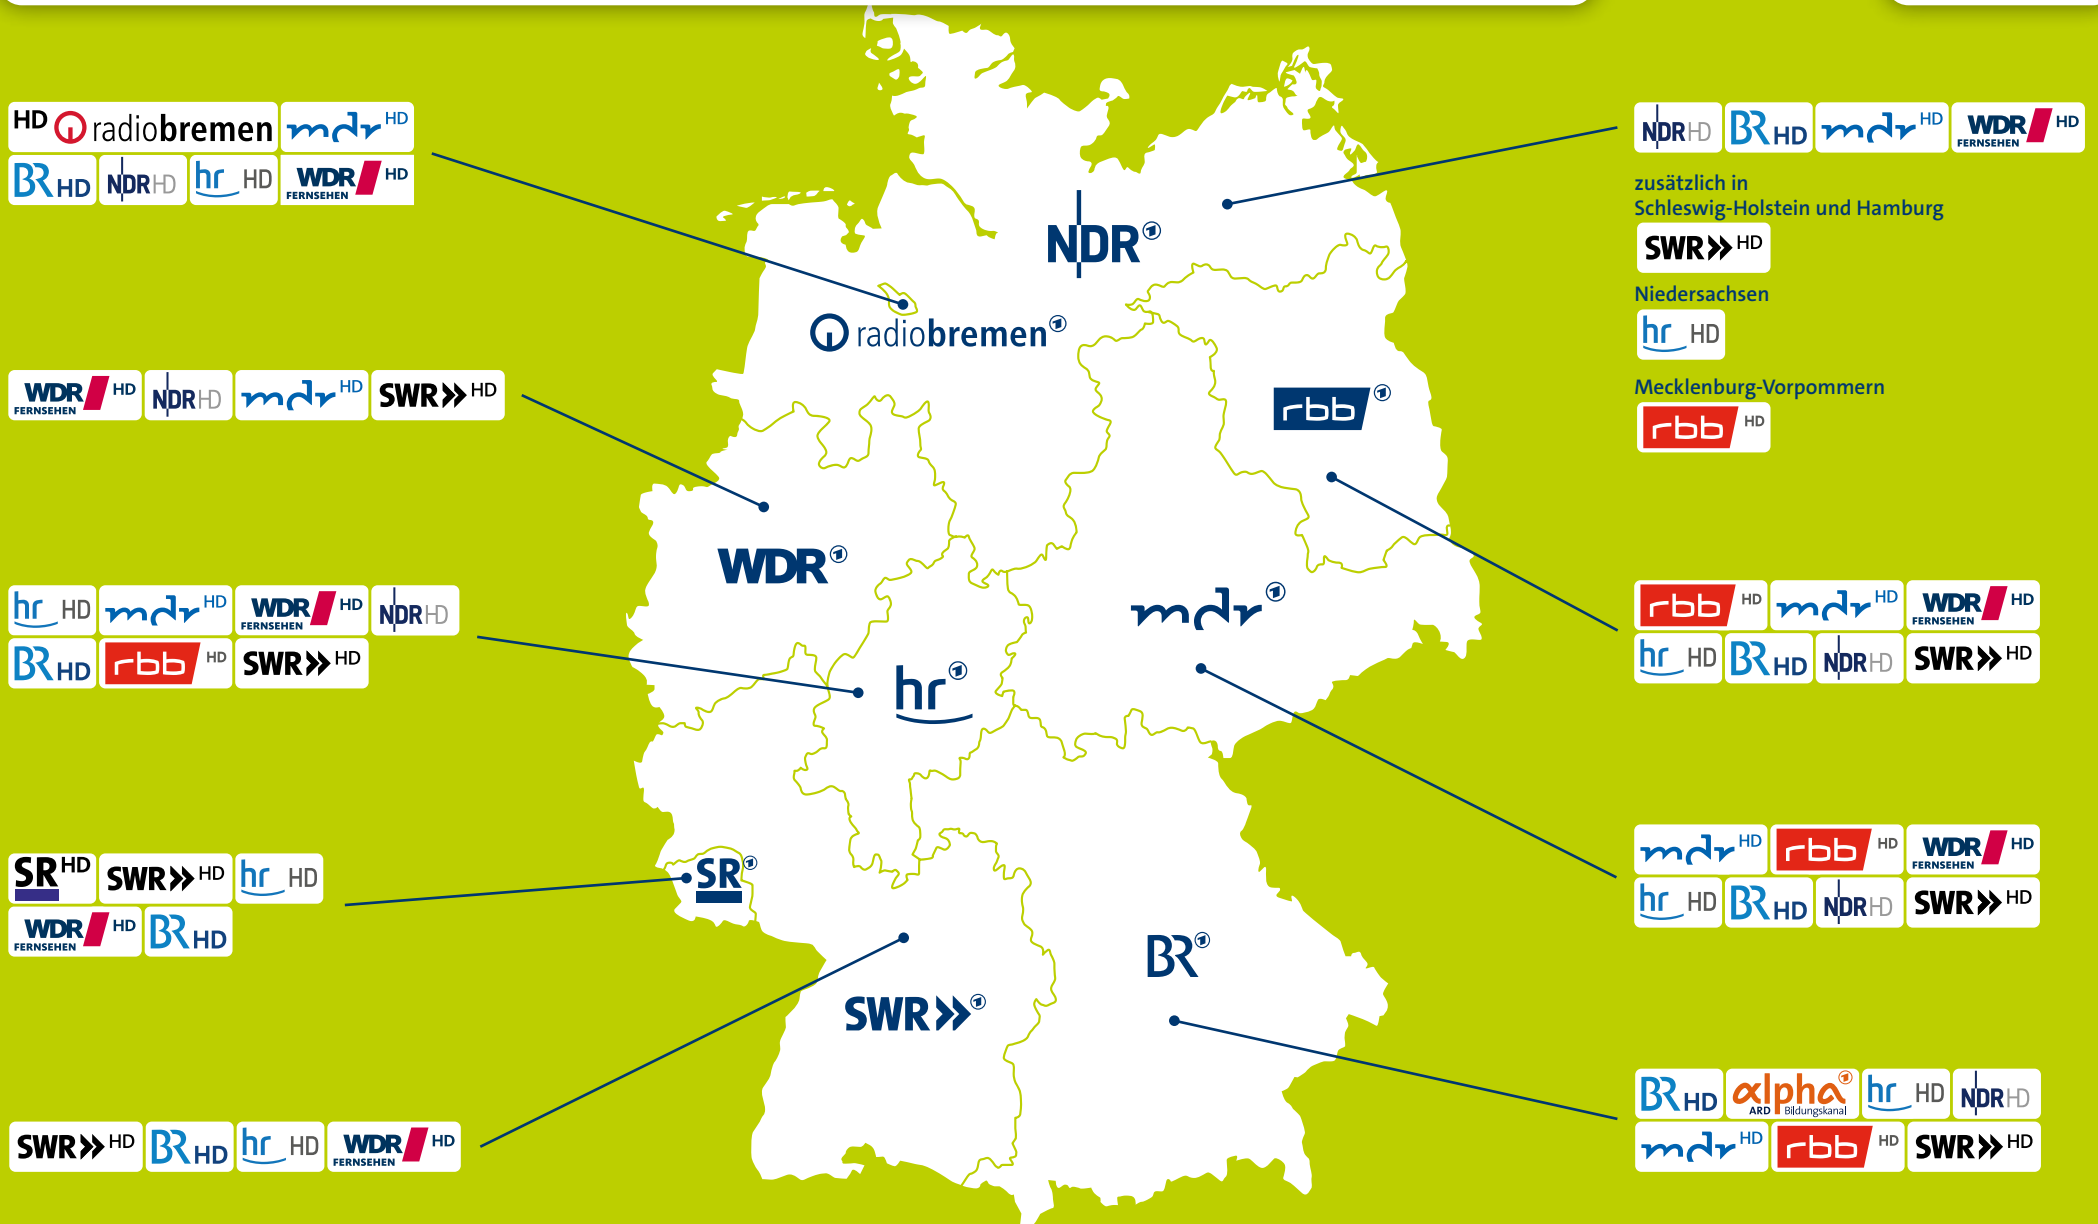 HD radiobremen mdr HD
BR HD NDR HD hr HD WDR FERNSEHEN HD
WDR FERNSEHEN HD NDR HD mdr HD SWR HD
hr HD mdr HD WDR FERNSEHEN HD NDR HD
BR HD rbb HD SWR HD
SR HD SWR HD hr HD
WDR FERNSEHEN HD BR HD
SWR HD BR HD hr HD WDR FERNSEHEN HD
NDR
radiobremen
rbb
WDR
mdr
hr
SR
BR
SWR
NDR HD BR HD mdr HD WDR FERNSEHEN HD
zusätzlich in
Schleswig-Holstein und Hamburg
SWR HD
Niedersachsen
hr HD
Mecklenburg-Vorpommern
rbb HD
rbb HD mdr HD WDR FERNSEHEN HD
hr HD BR HD NDR HD SWR HD
mdr HD rbb HD WDR FERNSEHEN HD
hr HD BR HD NDR HD SWR HD
BR HD alpha ARD Bildungskanal hr HD NDR HD
mdr HD rbb HD SWR HD